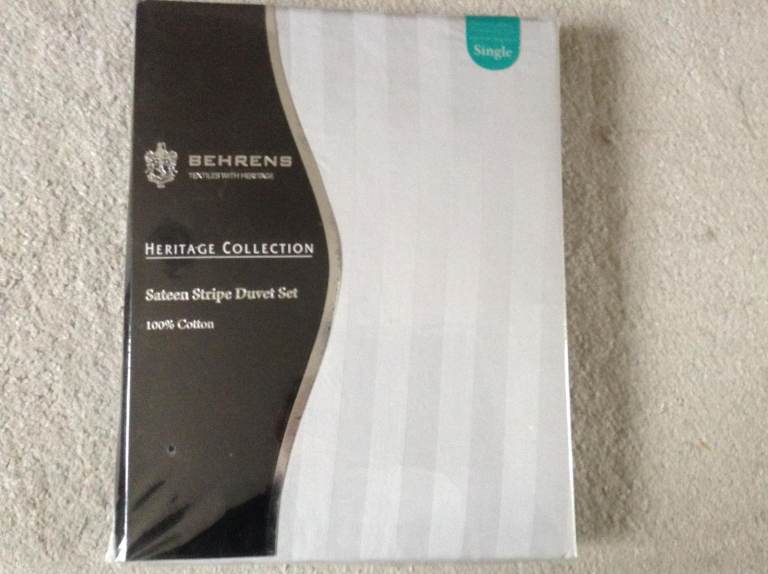 Single
BEHRENS
TEXTILES WITH HERITAGE
HERITAGE COLLECTION
Sateen Stripe Duvet Set
100% Cotton